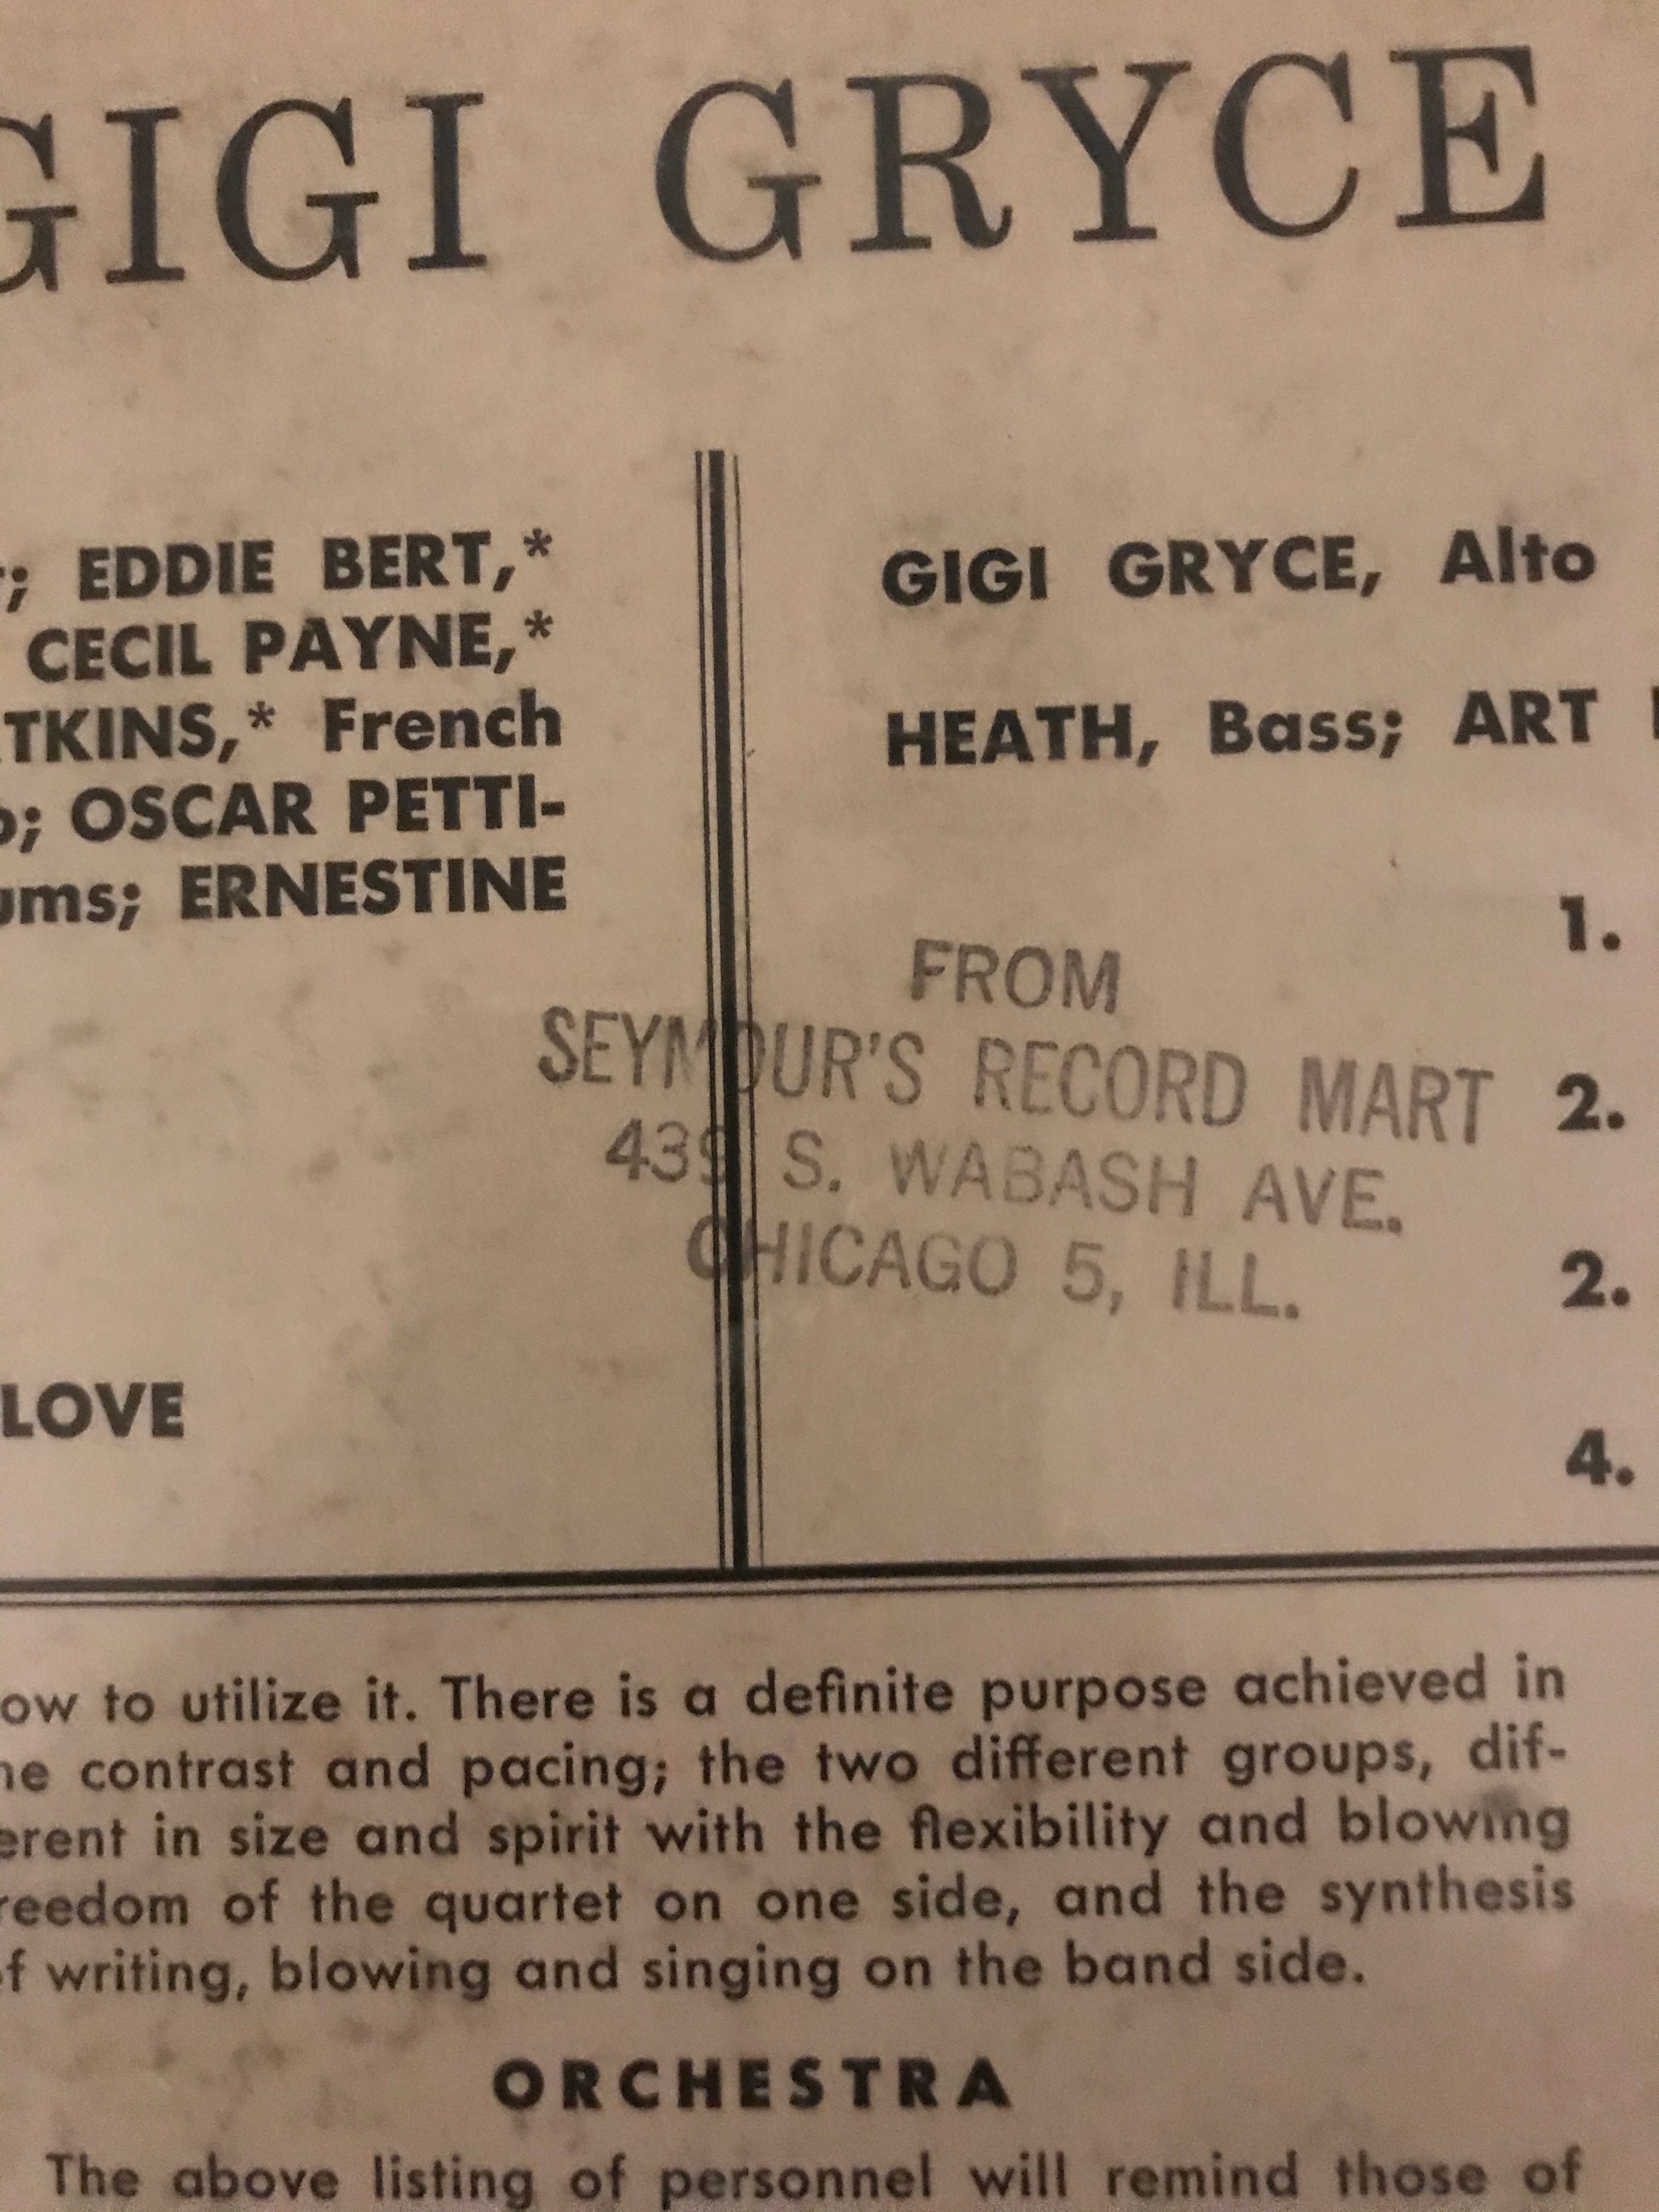 GIGI GRYCE
EDDIE BERT,*
CECIL PAYNE,*
French
OSCAR PETTI-
ERNESTINE
LOVE
GIGI GRYCE, Alto
HEATH, Bass; ART
1.
2.
2.
4.
FROM
SEYMOUR'S RECORD MART
439 S. WABASH AVE.
CHICAGO 5, ILL.
to utilize it. There is a definite purpose achieved in
contrast and pacing; the two different groups, dif-
erent in size and spirit with the flexibility and blowing
reedom of the quartet on one side, and the synthesis
of writing, blowing and singing on the band side.
ORCHESTRA
The above listing of personnel will remind those of